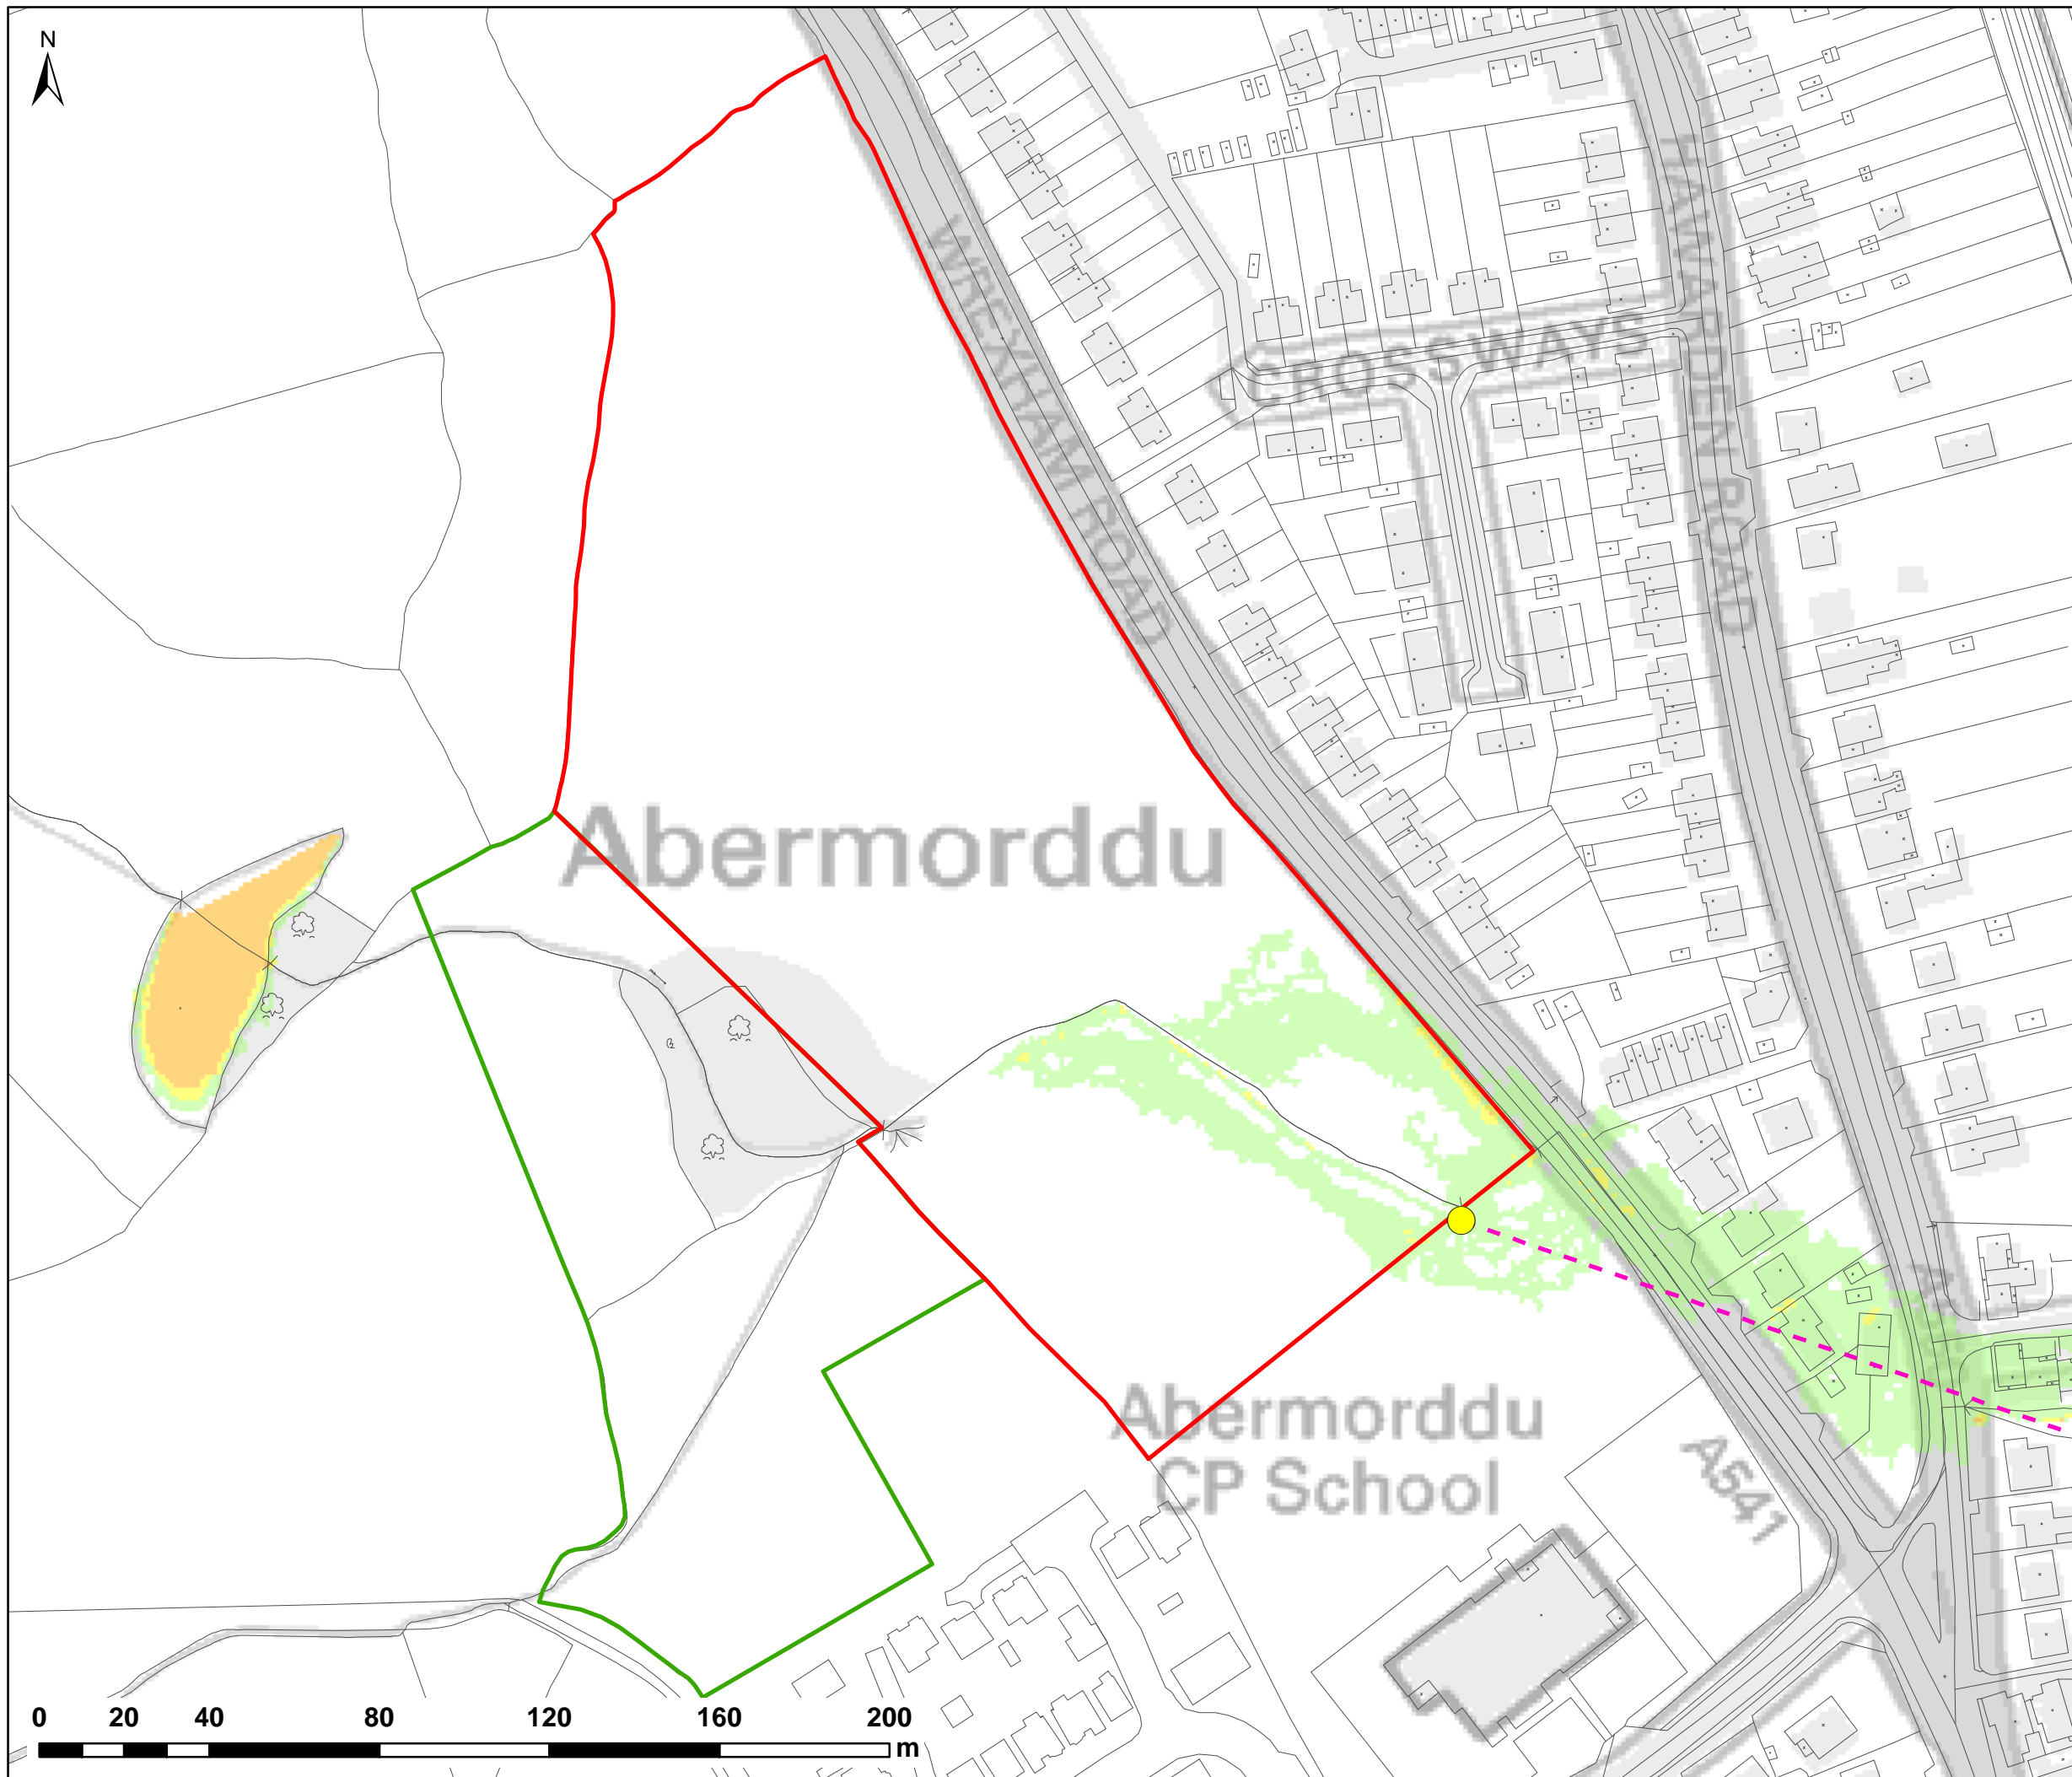 N
WREXHAM ROAD
HAWARDEN ROAD
CROSSWAYS
Abermorddu
Abermorddu
CP School
A541
0 20 40 80 120 160 200
m